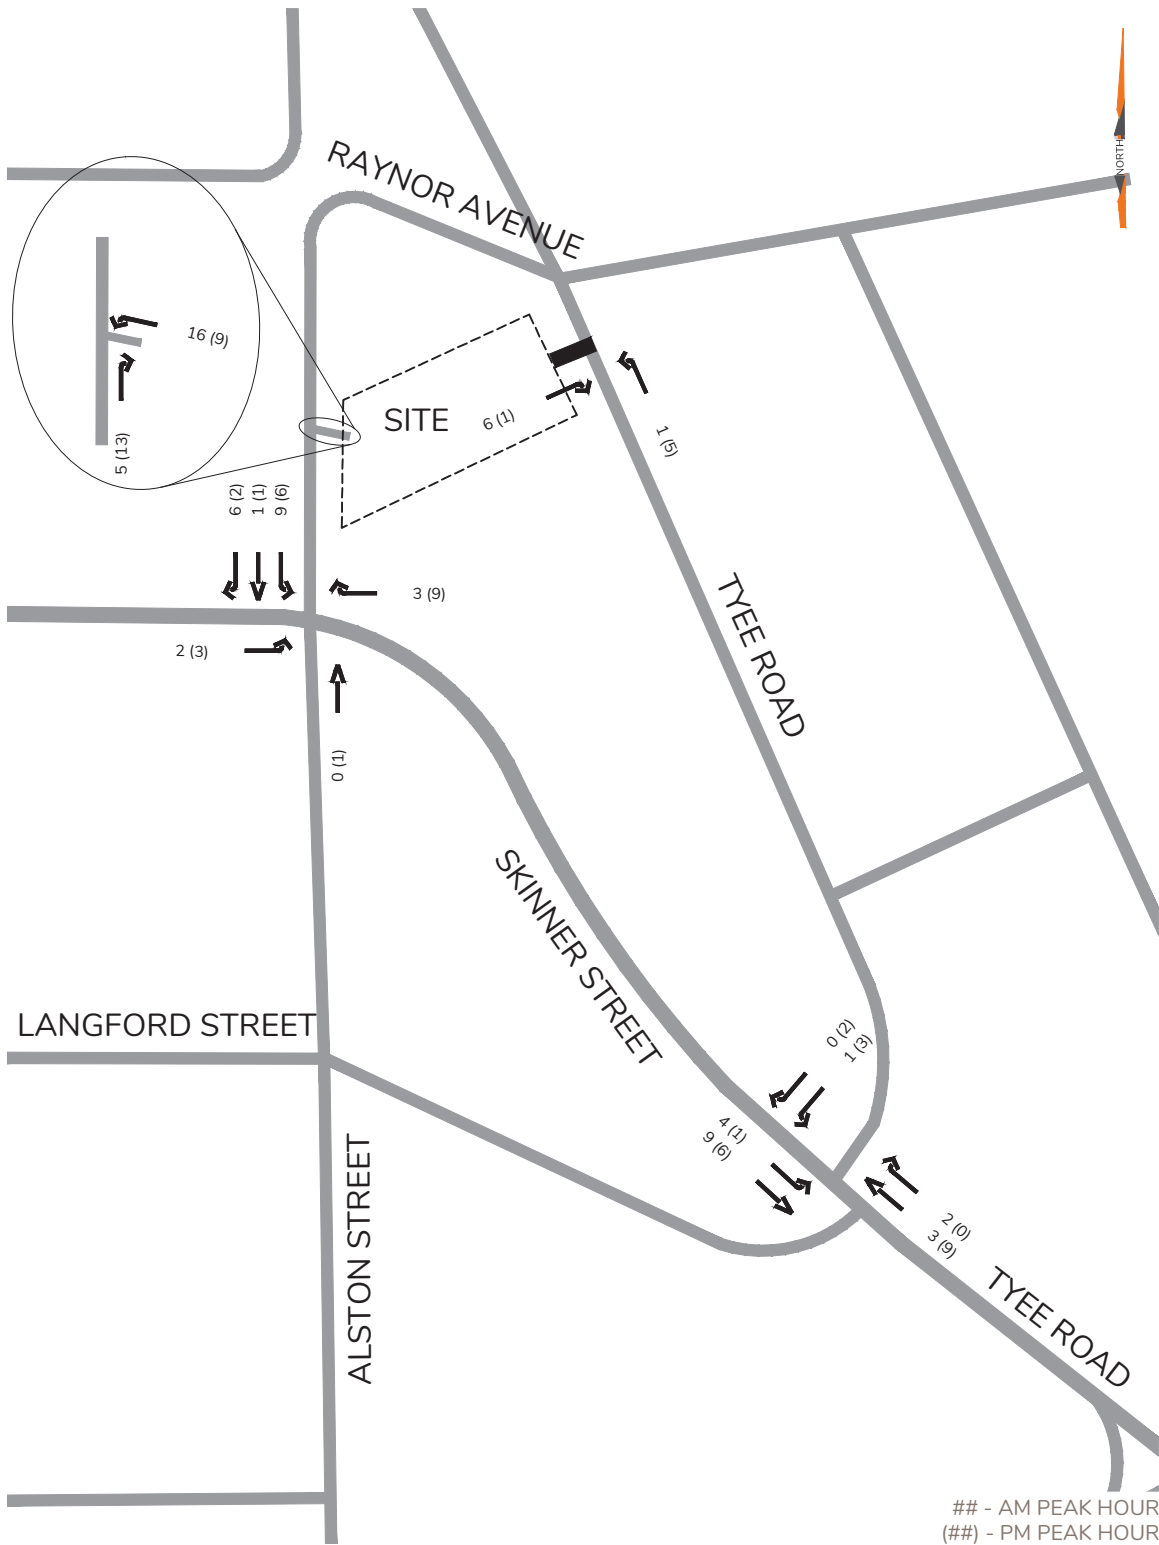 NORTH
RAYNOR AVENUE
16 (9)
5 (13)
SITE
6 (1)
1 (5)
6 (2)
1 (1)
9 (6)
3 (9)
2 (3)
0 (1)
TYEE ROAD
SKINNER STREET
LANGFORD STREET
0 (2)
1 (3)
4 (1)
9 (6)
2 (0)
3 (9)
ALSTON STREET
TYEE ROAD
## - AM PEAK HOUR
(##) - PM PEAK HOUR